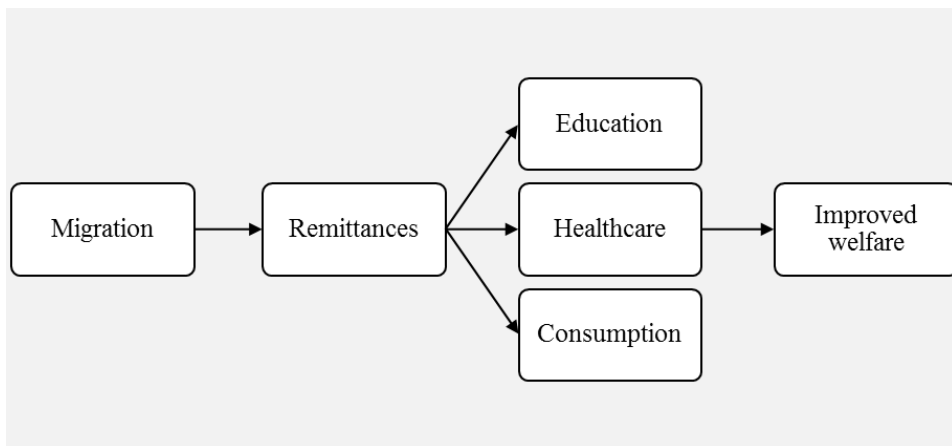 Migration
Remittances
Education
Healthcare
Consumption
Improved
welfare